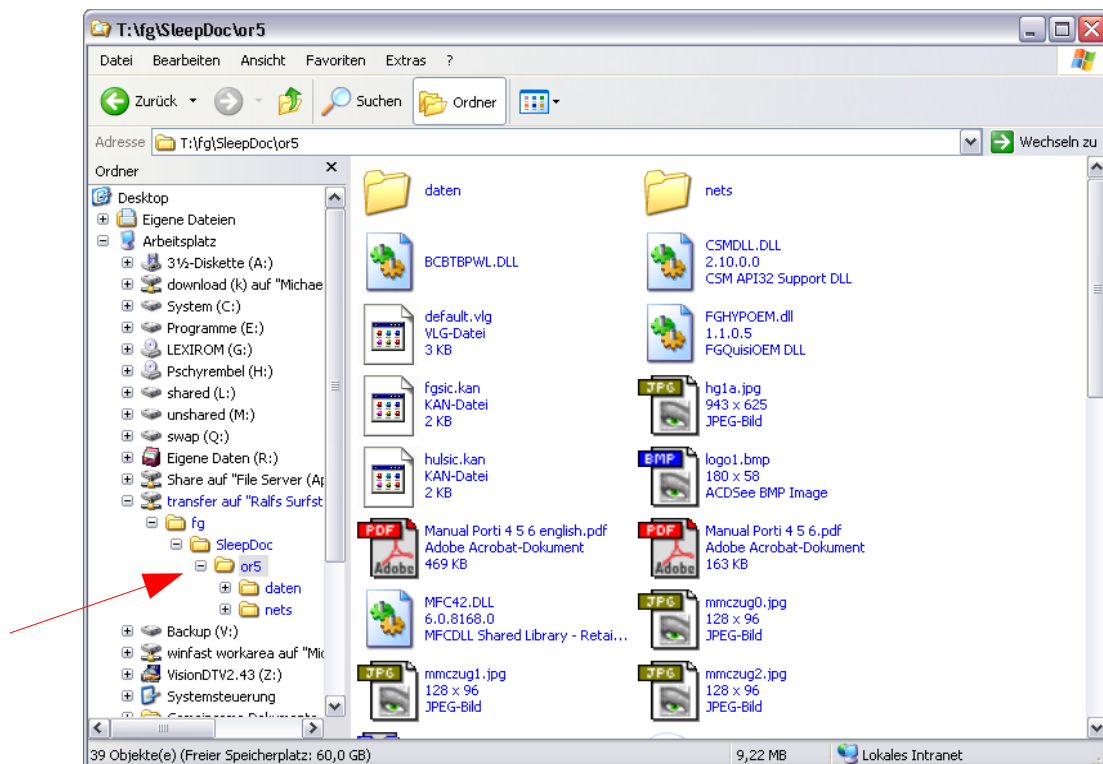 T:\fg\SleepDoc\or5
Datei Bearbeiten Ansicht Favoriten Extras ?
Zurück Suchen Ordner
Adresse T:\fg\SleepDoc\or5 Wechseln zu
Ordner
Desktop
Eigene Dateien
Arbeitsplatz
3½-Diskette (A:)
download (k) auf "Michae
System (C:)
Programme (E:)
LEXIROM (G:)
Pschyrembel (H:)
shared (L:)
unshared (M:)
swap (Q:)
Eigene Daten (R:)
Share auf "File Server (Ap
transfer auf "Ralfs Surfst
fg
SleepDoc
or5
daten
nets
Backup (V:)
winfast workarea auf "Mic
VisionDTV2.43 (Z:)
Systemsteuerung
daten
nets
BCBTBPWL.DLL
CSMDLL.DLL
2.10.0.0
CSM API32 Support DLL
default.vlg
VLG-Datei
3 KB
FGHYPOEM.dll
1.1.0.5
FGQuisiOEM DLL
fgsic.kan
KAN-Datei
2 KB
JPG
hg1a.jpg
943 x 625
JPEG-Bild
hulsic.kan
KAN-Datei
2 KB
BMP
logo1.bmp
180 x 58
ACDSee BMP Image
PDF
Adobe
Manual Porti 4 5 6 english.pdf
Adobe Acrobat-Dokument
469 KB
PDF
Adobe
Manual Porti 4 5 6.pdf
Adobe Acrobat-Dokument
163 KB
MFC42.DLL
6.0.8168.0
MFCDLL Shared Library - Retai...
JPG
mmczug0.jpg
128 x 96
JPEG-Bild
JPG
mmczug1.jpg
128 x 96
JPEG-Bild
JPG
mmczug2.jpg
128 x 96
JPEG-Bild
39 Objekte(e) (Freier Speicherplatz: 60,0 GB) 9,22 MB Lokales Intranet